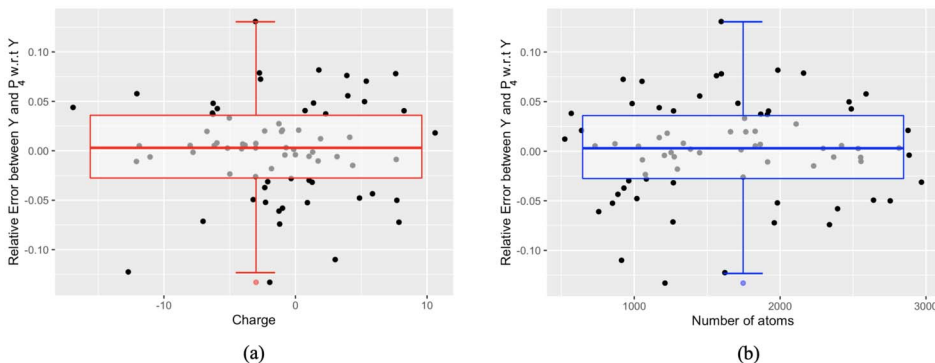 Relative Error between Y and P4 w.r.t Y
0.10
0.05
0.00
-0.05
-0.10
-10
0
10
Charge
(a)
Relative Error between Y and P4 w.r.t Y
0.10
0.05
0.00
-0.05
-0.10
1000
2000
3000
Number of atoms
(b)